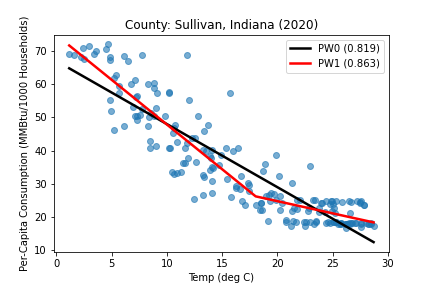 County: Sullivan, Indiana (2020)
PW0 (0.819)
PW1 (0.863)
Per-Capita Consumption (MMBtu/1000 Households)
70
60
50
40
30
20
10
0 5 10 15 20 25 30
Temp (deg C)